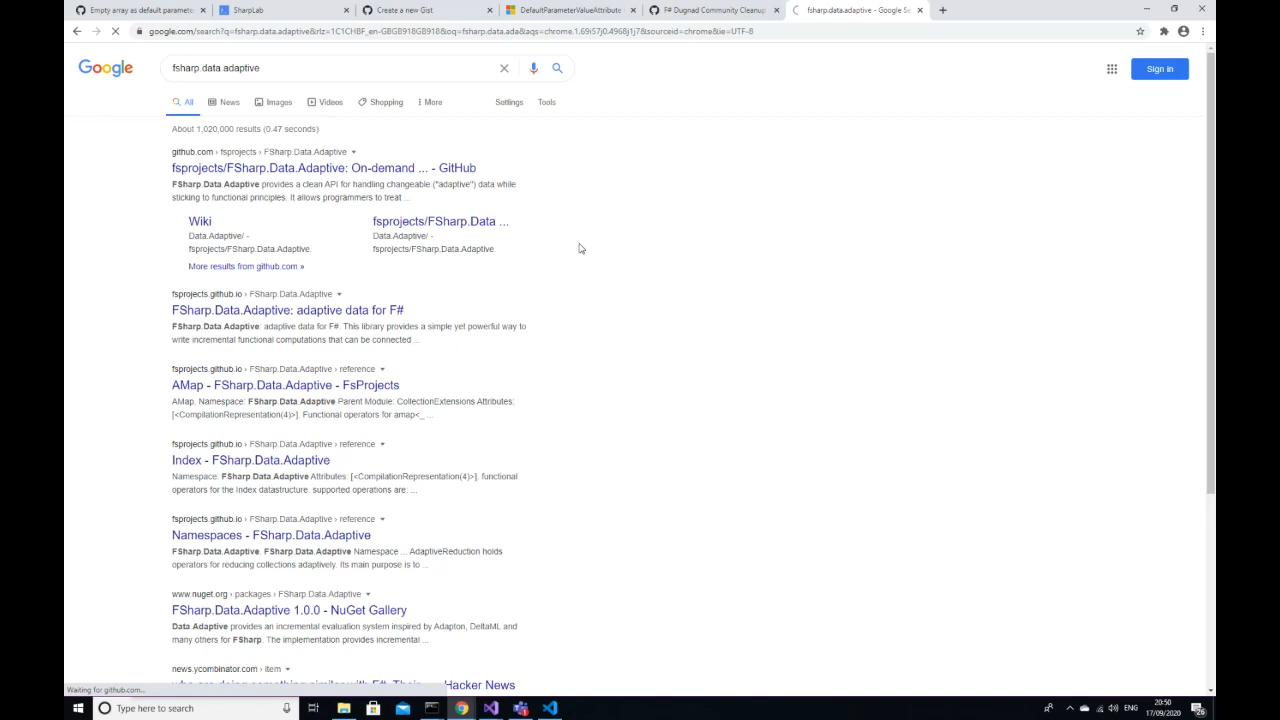 Empty array as default paramete
SharpLab
Create a new Gist
DefaultParameterValueAttribute
F# Dugnad Community Cleanup
fsharp.data.adaptive - Google Se
google.com/search?q=fsharp.data.adaptive&rlz=1C1CHBF_en-GBGB918GB918&oq=fsharp.data.ada&aqs=chrome.1.69i57j0.4968j1j7&sourceid=chrome&ie=UTF-8
Google
fsharp.data.adaptive
Sign in
All
News
Images
Videos
Shopping
More
Settings
Tools
About 1,020,000 results (0.47 seconds)
github.com › fsprojects › FSharp.Data.Adaptive
fsprojects/FSharp.Data.Adaptive: On-demand ... - GitHub
FSharp.Data.Adaptive provides a clean API for handling changeable ("adaptive") data while
sticking to functional principles. It allows programmers to treat ...
Wiki
Data.Adaptive/ -
fsprojects/FSharp.Data.Adaptive.
fsprojects/FSharp.Data ...
Data.Adaptive/ -
fsprojects/FSharp.Data.Adaptive.
More results from github.com »
fsprojects.github.io › FSharp.Data.Adaptive
FSharp.Data.Adaptive: adaptive data for F#
FSharp.Data.Adaptive: adaptive data for F#. This library provides a simple yet powerful way to
write incremental functional computations that can be connected ...
fsprojects.github.io › FSharp.Data.Adaptive › reference
AMap - FSharp.Data.Adaptive - FsProjects
AMap. Namespace: FSharp.Data.Adaptive Parent Module: CollectionExtensions Attributes:
[<CompilationRepresentation(4)>]. Functional operators for amap<_ ...
fsprojects.github.io › FSharp.Data.Adaptive › reference
Index - FSharp.Data.Adaptive
Namespace: FSharp.Data.Adaptive Attributes: [<CompilationRepresentation(4)>]. functional
operators for the Index datastructure. supported operations are: ...
fsprojects.github.io › FSharp.Data.Adaptive › reference
Namespaces - FSharp.Data.Adaptive
FSharp.Data.Adaptive. FSharp.Data.Adaptive Namespace ... AdaptiveReduction holds
operators for reducing collections adaptively. Its main purpose is to ...
www.nuget.org › packages › FSharp.Data.Adaptive
FSharp.Data.Adaptive 1.0.0 - NuGet Gallery
Data.Adaptive provides an incremental evaluation system inspired by Adapton, DeltaML and
many others for FSharp. The implementation provides incremental ...
news.ycombinator.com › item
who are doing something similar with F#. Their ... - Hacker News
Waiting for github.com...
Type here to search
ENG
20:50
17/09/2020
26